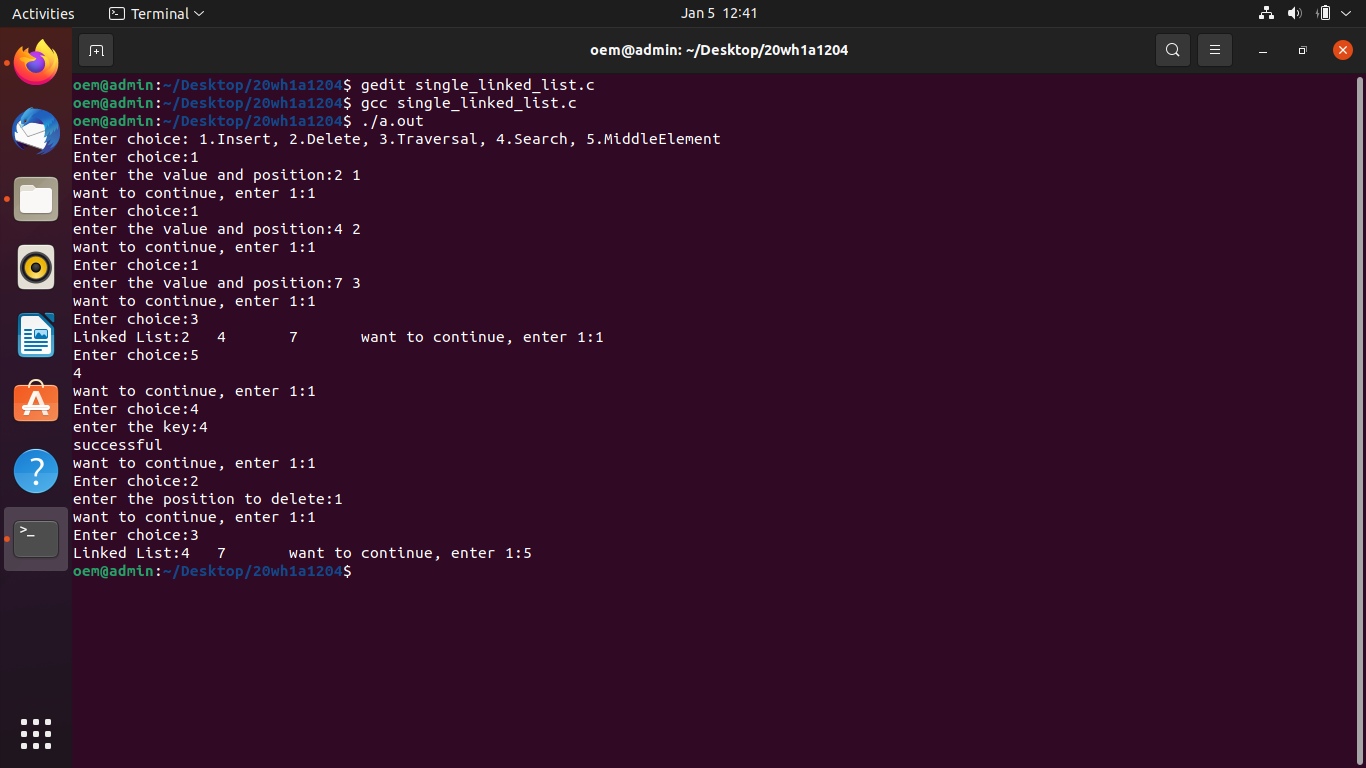 Activities Terminal Jan 5 12:41
oem@admin: ~/Desktop/20wh1a1204
oem@admin:~/Desktop/20wh1a1204$ gedit single_linked_list.c
oem@admin:~/Desktop/20wh1a1204$ gcc single_linked_list.c
oem@admin:~/Desktop/20wh1a1204$ ./a.out
Enter choice: 1.Insert, 2.Delete, 3.Traversal, 4.Search, 5.MiddleElement
Enter choice:1
enter the value and position:2 1
want to continue, enter 1:1
Enter choice:1
enter the value and position:4 2
want to continue, enter 1:1
Enter choice:1
enter the value and position:7 3
want to continue, enter 1:1
Enter choice:3
Linked List:2	4	7	want to continue, enter 1:1
Enter choice:5
4
want to continue, enter 1:1
Enter choice:4
enter the key:4
successful
want to continue, enter 1:1
Enter choice:2
enter the position to delete:1
want to continue, enter 1:1
Enter choice:3
Linked List:4	7	want to continue, enter 1:5
oem@admin:~/Desktop/20wh1a1204$